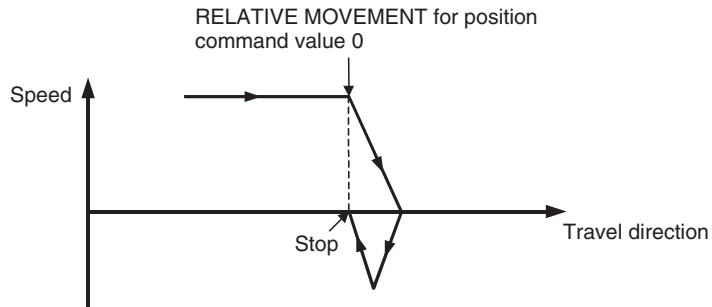 RELATIVE MOVEMENT for position
command value 0
Speed
Stop
Travel direction